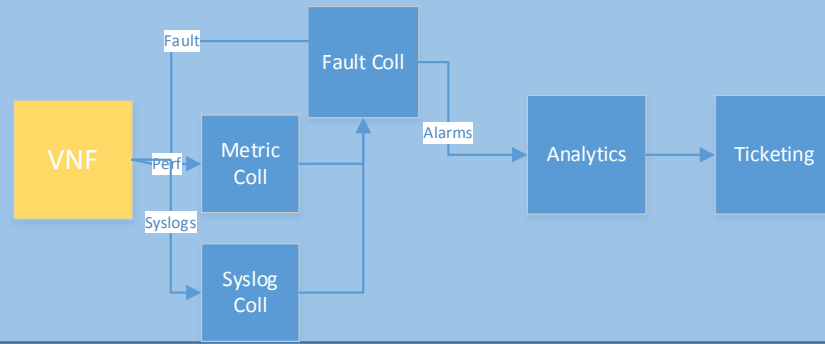 Fault
Fault Coll
VNF
Perf
Metric
Coll
Alarms
Analytics
Ticketing
Syslogs
Syslog
Coll